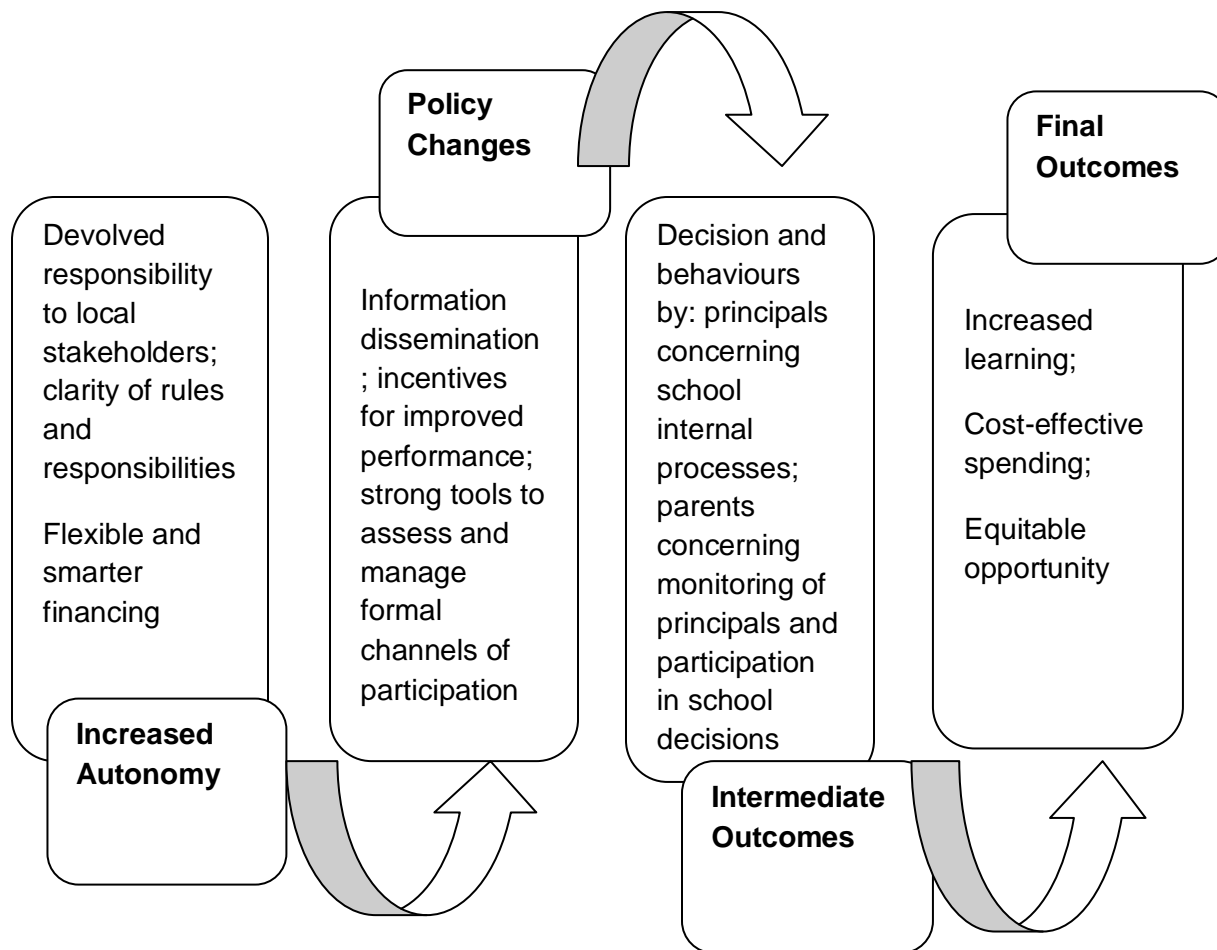 Devolved
responsibility
to local
stakeholders;
clarity of rules
and
responsibilities
Flexible and
smarter
financing
Increased
Autonomy
Policy
Changes
Information
dissemination
; incentives
for improved
performance;
strong tools to
assess and
manage
formal
channels of
participation
Decision and
behaviours
by: principals
concerning
school
internal
processes;
parents
concerning
monitoring of
principals and
participation
in school
decisions
Intermediate
Outcomes
Final
Outcomes
Increased
learning;
Cost-effective
spending;
Equitable
opportunity